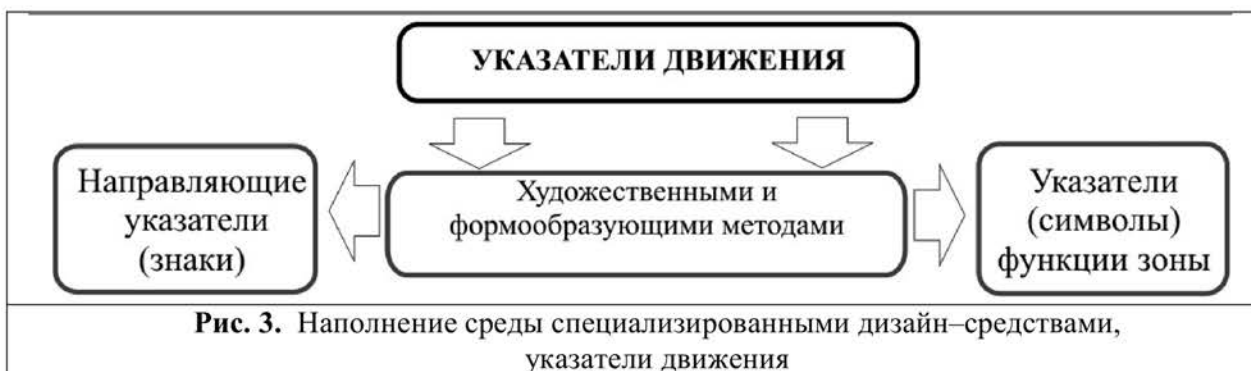 УКАЗАТЕЛИ ДВИЖЕНИЯ
Направляющие
указатели
(знаки)
Художественными и
формообразующими методами
Указатели
(символы)
функции зоны
Рис. 3. Наполнение среды специализированными дизайн–средствами,
указатели движения